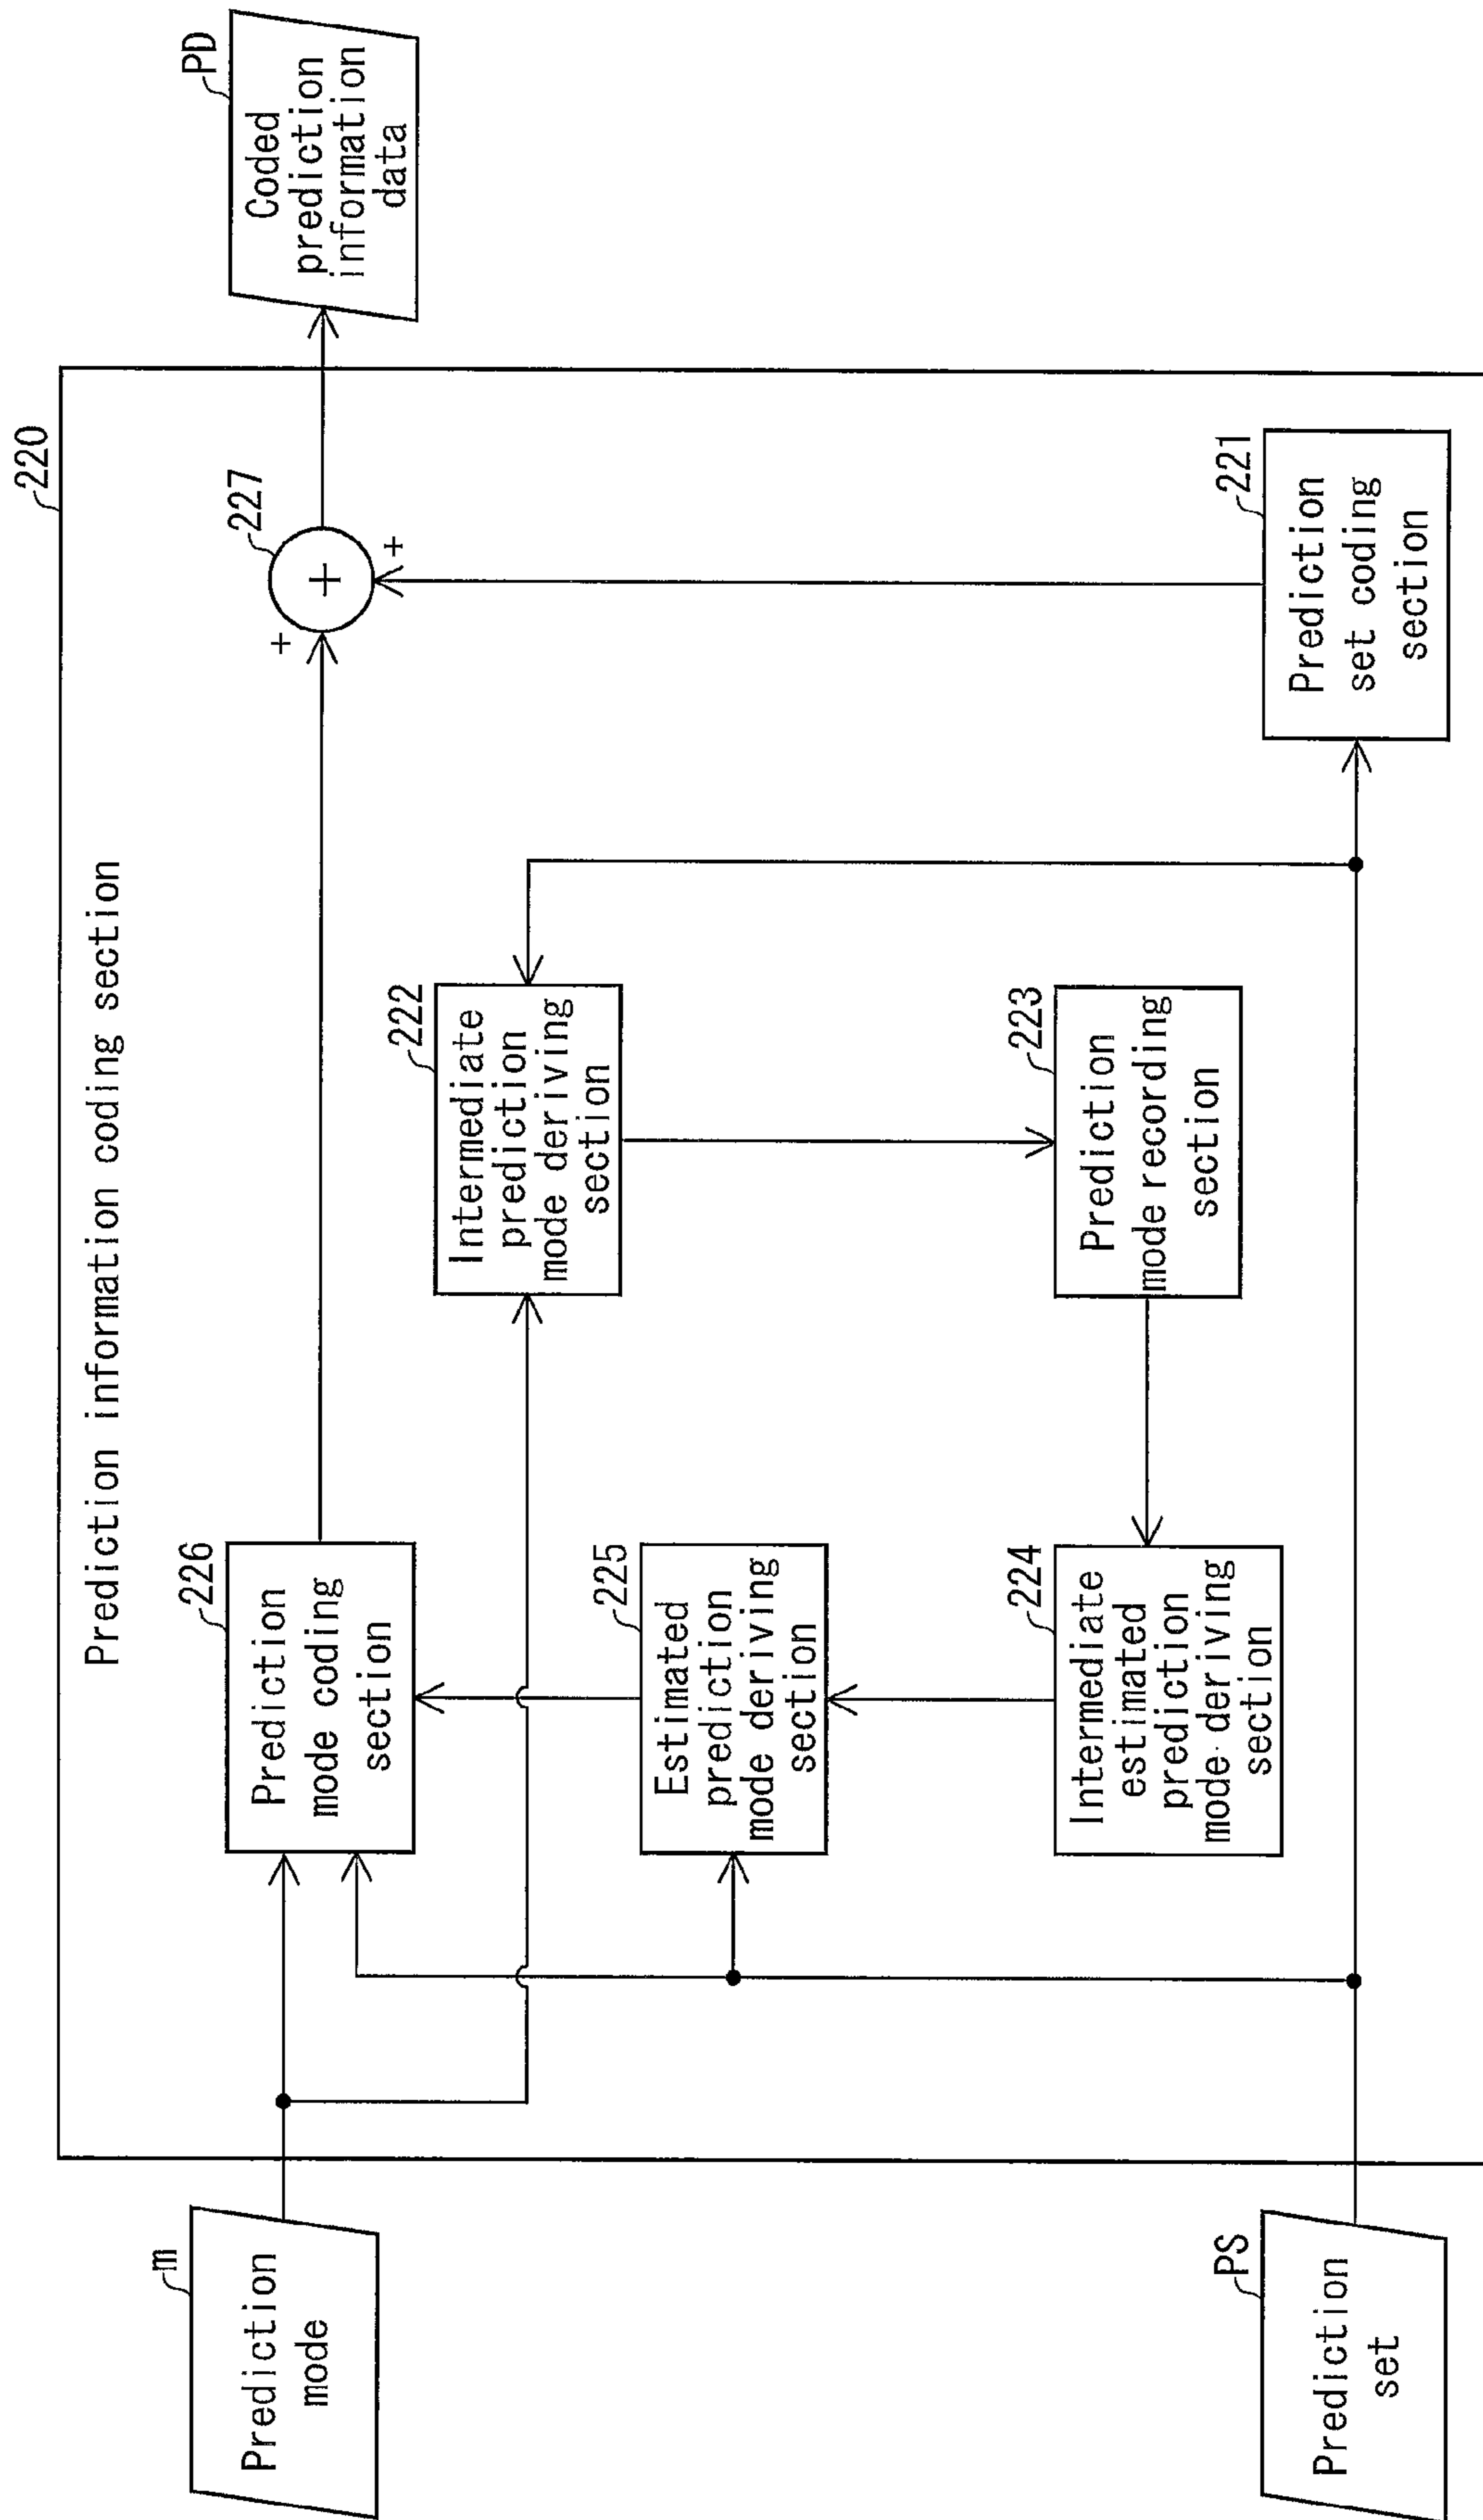 220
Prediction information coding section
m
Prediction
mode
226
Prediction
mode coding
section
+
227
+
+
PD
Coded
prediction
information
data
222
Intermediate
prediction
mode deriving
section
225
Estimated
prediction
mode deriving
section
224
Intermediate
estimated
prediction
mode deriving
section
223
Prediction
mode recording
section
PS
Prediction
set
221
Prediction
set coding
section